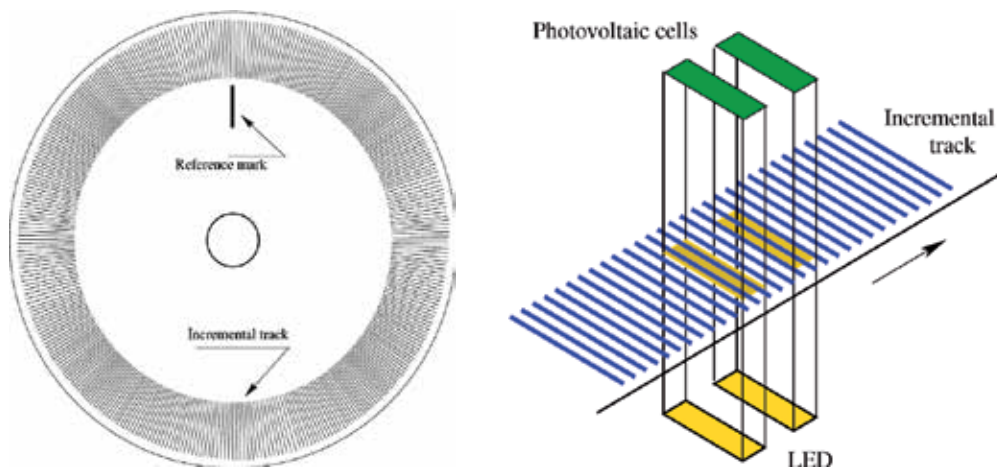 Reference mark
Incremental track
Photovoltaic cells
Incremental
track
LED